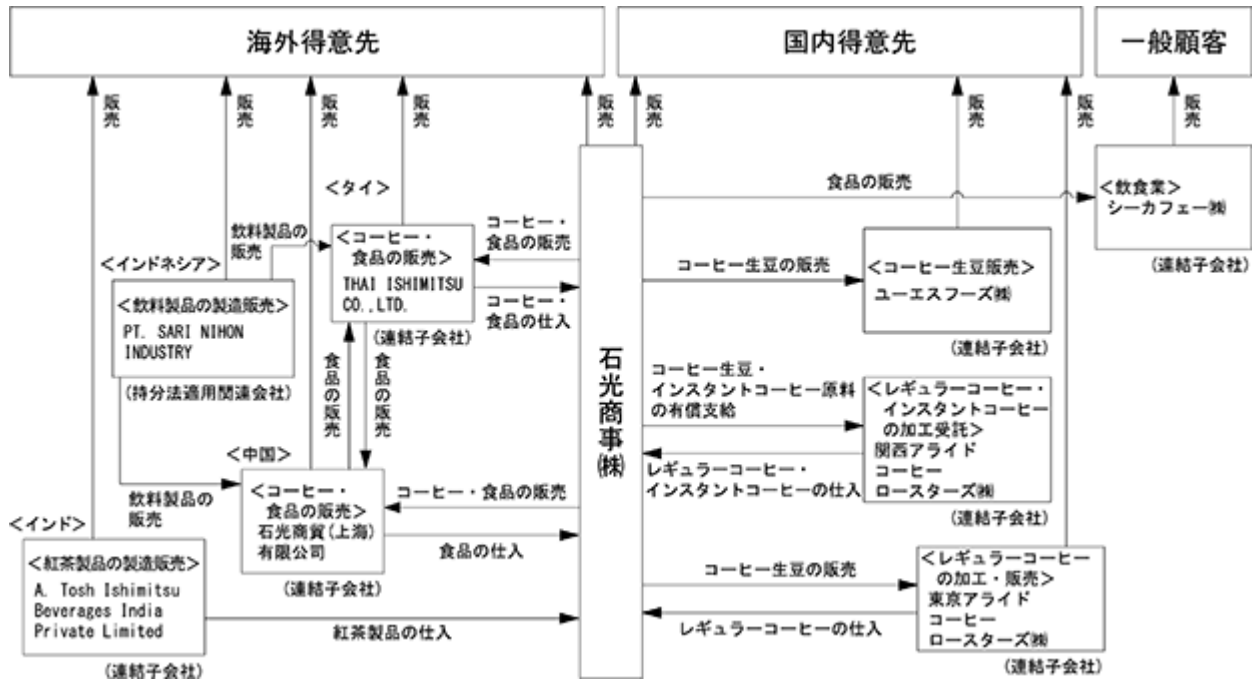 海外得意先
国内得意先
一般顧客
販売
販売
販売
販売
販売
販売
販売
販売
販売
＜タイ＞
＜コーヒー・
食品の販売＞
THAI ISHIMITSU
CO.,LTD.
(連結子会社)
飲料製品の
販売
コーヒー・
食品の販売
コーヒー・
食品の仕入
＜インドネシア＞
＜飲料製品の製造販売＞
PT. SARI NIHON
INDUSTRY
(持分法適用関連会社)
食品の販売
食品の販売
飲料製品の
販売
＜中国＞
＜コーヒー・
食品の販売＞
石光商貿(上海)
有限公司
(連結子会社)
コーヒー・食品の販売
食品の仕入
＜インド＞
＜紅茶製品の製造販売＞
A. Tosh Ishimitsu
Beverages India
Private Limited
(連結子会社)
紅茶製品の仕入
石光商事㈱
食品の販売
＜飲食業＞
シーカフェー㈱
(連結子会社)
コーヒー生豆の販売
＜コーヒー生豆販売＞
ユーエスフーズ㈱
(連結子会社)
コーヒー生豆・
インスタントコーヒー原料
の有償支給
レギュラーコーヒー・
インスタントコーヒーの仕入
＜レギュラーコーヒー・
インスタントコーヒー
の加工受託＞
関西アライド
コーヒー
ロースターズ㈱
(連結子会社)
コーヒー生豆の販売
レギュラーコーヒーの仕入
＜レギュラーコーヒー
の加工・販売＞
東京アライド
コーヒー
ロースターズ㈱
(連結子会社)